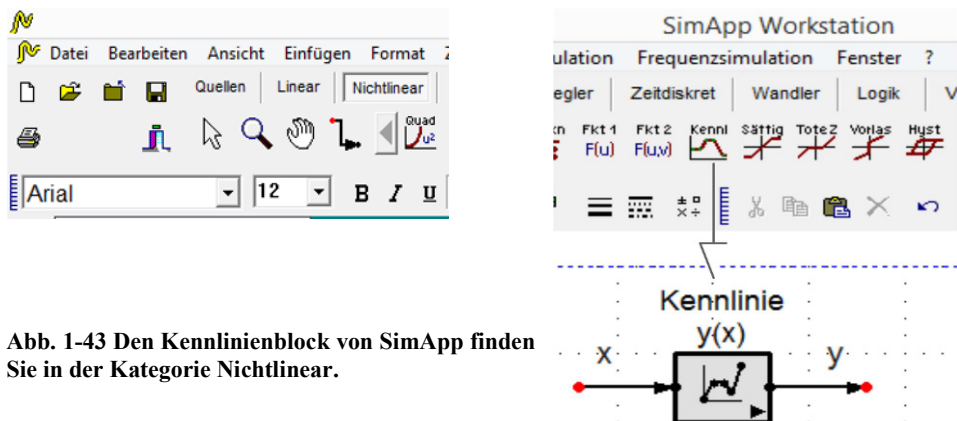 Datei Bearbeiten Ansicht Einfügen Format
Quellen Linear Nichtlinear
Quad
u²
Arial 12 B I U
SimApp Workstation
ulation Frequenzsimulation Fenster ?
egler Zeitdiskret Wandler Logik V
kn Fkt 1 Fkt 2 Kennl Sättig ToteZ Vorlas Hyst
F(u) F(u,v)
Kennlinie
y(x)
x y
Abb. 1-43 Den Kennlinienblock von SimApp finden
Sie in der Kategorie Nichtlinear.